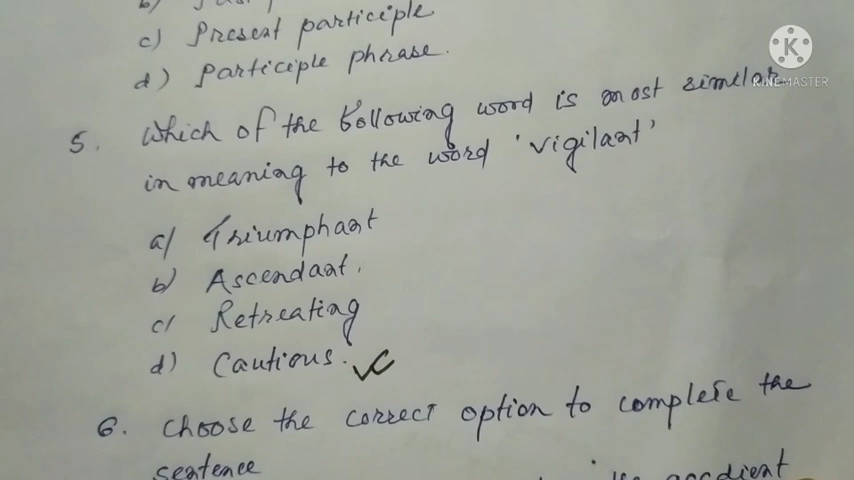 c) Present participle
d) Participle phrase.
K
KINEMASTER
5. Which of the following word is most similar
in meaning to the word 'vigilant'
a) Triumphant
b) Ascendant.
c) Retreating
d) Cautious.
6. Choose the correct option to complete the
sentence